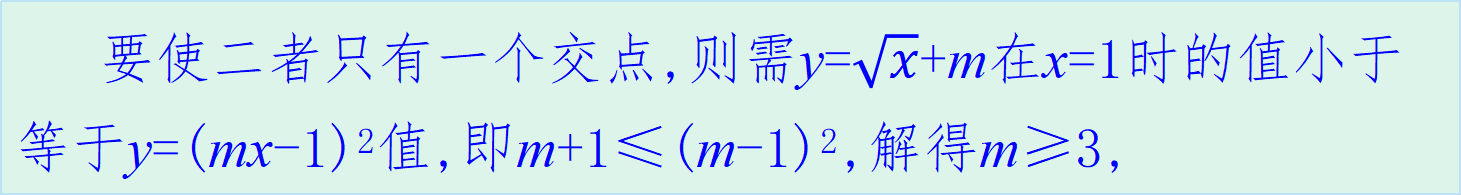 要使二者只有一个交点,则需y=√x+m在x=1时的值小于
等于y=(mx-1)²值,即m+1≤(m-1)²,解得m≥3,